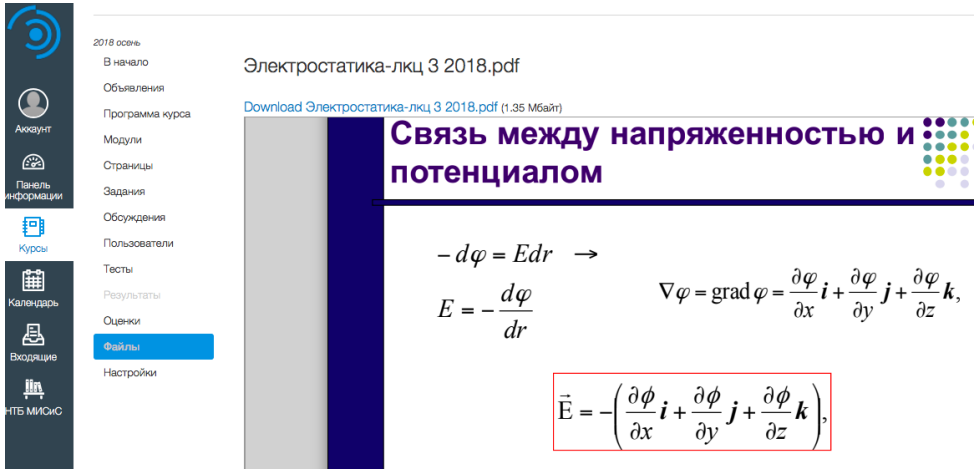 2018 осень
В начало
Объявления
Программа курса
Модули
Страницы
Задания
Обсуждения
Пользователи
Тесты
Результаты
Оценки
Файлы
Настройки
Аккаунт
Панель
информации
Курсы
Календарь
Входящие
НТБ МИСиС
Электростатика-лкц 3 2018.pdf
Download Электростатика-лкц 3 2018.pdf (1.35 Мбайт)
Связь между напряженностью и
потенциалом
−dφ = Edr →
E = − dφ/dr
∇φ = grad φ = ∂φ/∂x i + ∂φ/∂y j + ∂φ/∂z k,
E⃗ = −(∂ϕ/∂x i + ∂ϕ/∂y j + ∂ϕ/∂z k),